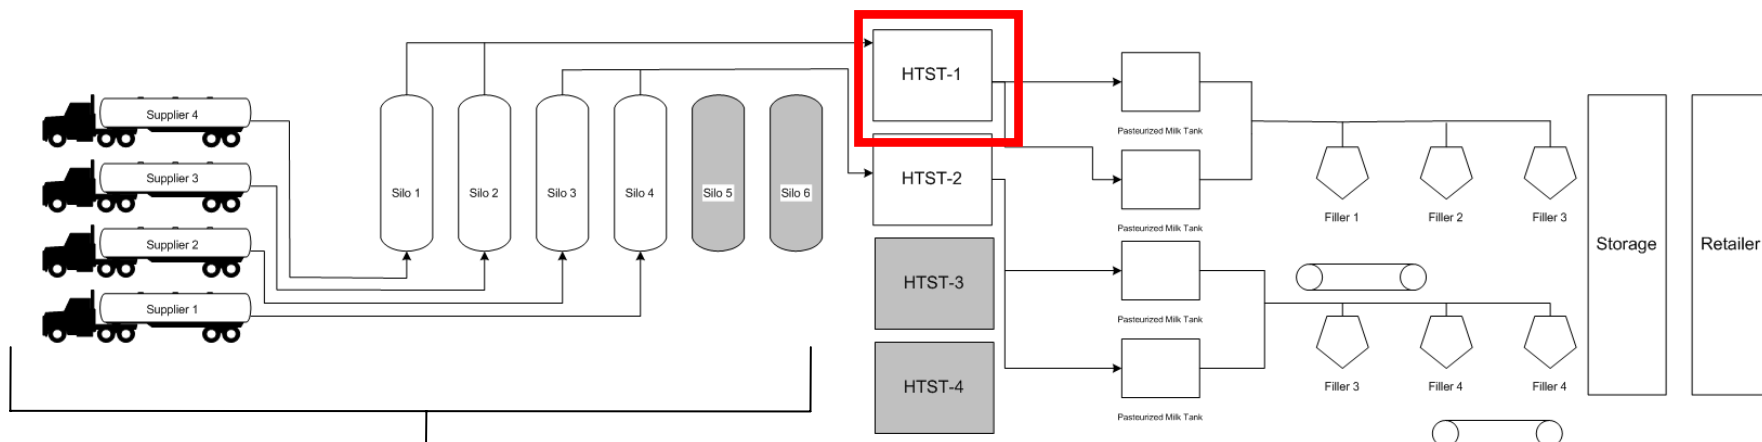 Supplier 4
Supplier 3
Supplier 2
Supplier 1
Silo 1
Silo 2
Silo 3
Silo 4
Silo 5
Silo 6
HTST-1
HTST-2
HTST-3
HTST-4
Pasteurized Milk Tank
Pasteurized Milk Tank
Pasteurized Milk Tank
Pasteurized Milk Tank
Filler 1
Filler 2
Filler 3
Filler 3
Filler 4
Filler 4
Storage
Retailer